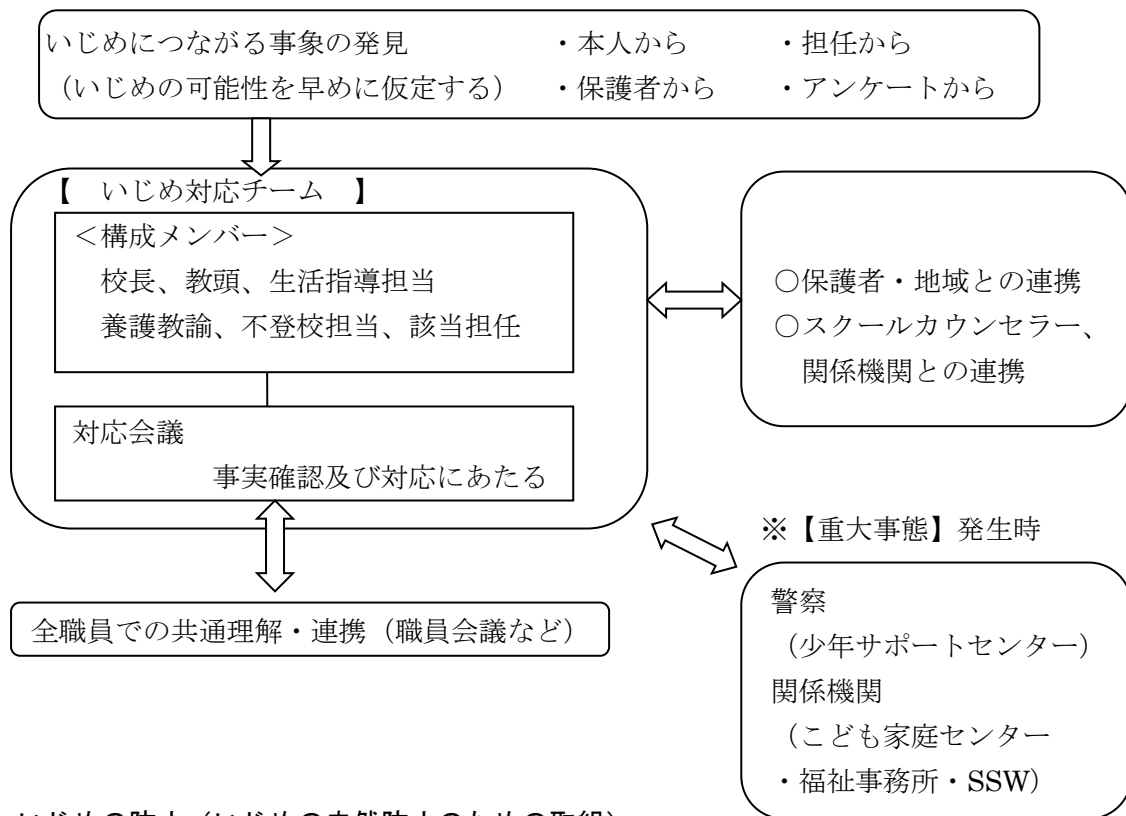 いじめにつながる事象の発見 ・本人から ・担任から
(いじめの可能性を早めに仮定する) ・保護者から ・アンケートから
【 いじめ対応チーム 】
＜構成メンバー＞
校長、教頭、生活指導担当
養護教諭、不登校担当、該当担任
対応会議
事実確認及び対応にあたる
○保護者・地域との連携
○スクールカウンセラー、
関係機関との連携
全職員での共通理解・連携(職員会議など)
※【重大事態】発生時
警察
(少年サポートセンター)
関係機関
(こども家庭センター
・福祉事務所・SSW)